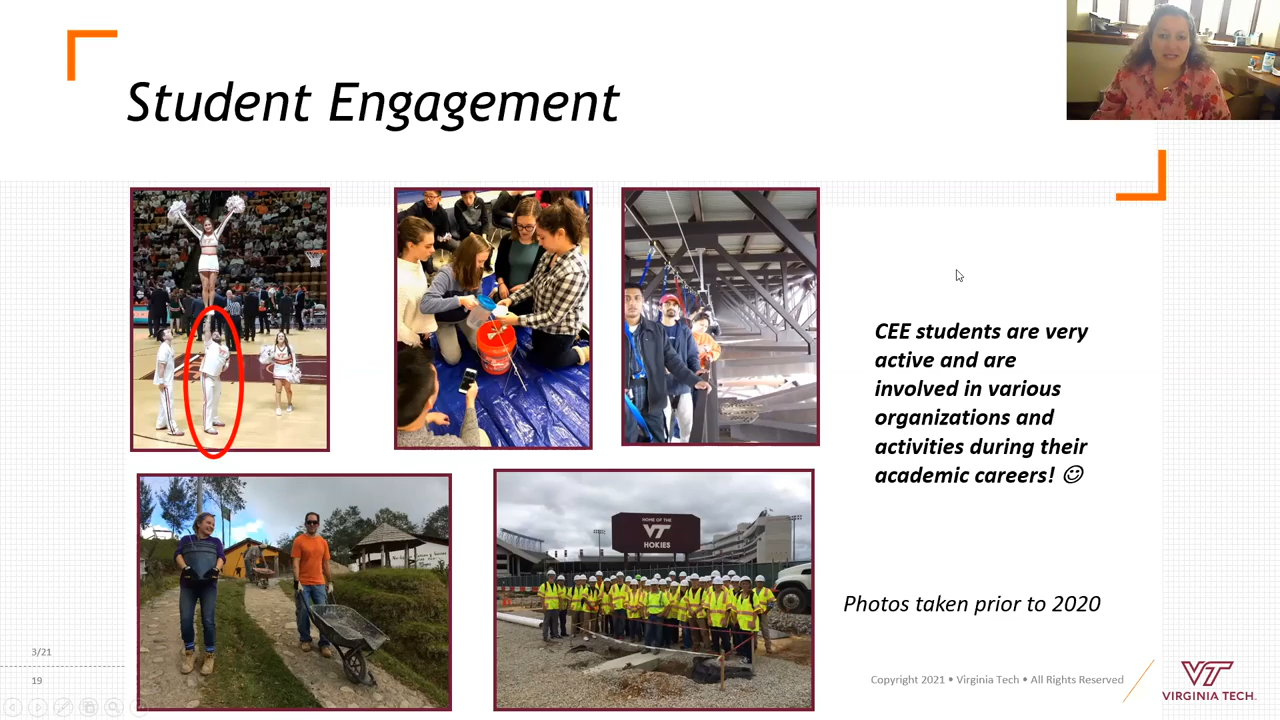 Student Engagement
HOME OF THE
VT
HOKIES
CEE students are very
active and are
involved in various
organizations and
activities during their
academic careers! ☺
Photos taken prior to 2020
3/21
19
Copyright 2021 • Virginia Tech • All Rights Reserved
VT
VIRGINIA TECH.